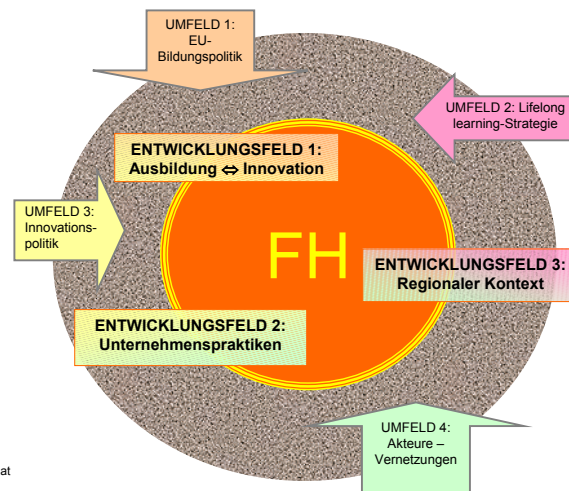 UMFELD 1:
EU-
Bildungspolitik
UMFELD 2: Lifelong
learning-Strategie
ENTWICKLUNGSFELD 1:
Ausbildung ⇔ Innovation
UMFELD 3:
Innovations-
politik
FH
ENTWICKLUNGSFELD 3:
Regionaler Kontext
ENTWICKLUNGSFELD 2:
Unternehmenspraktiken
UMFELD 4:
Akteure –
Vernetzungen
at